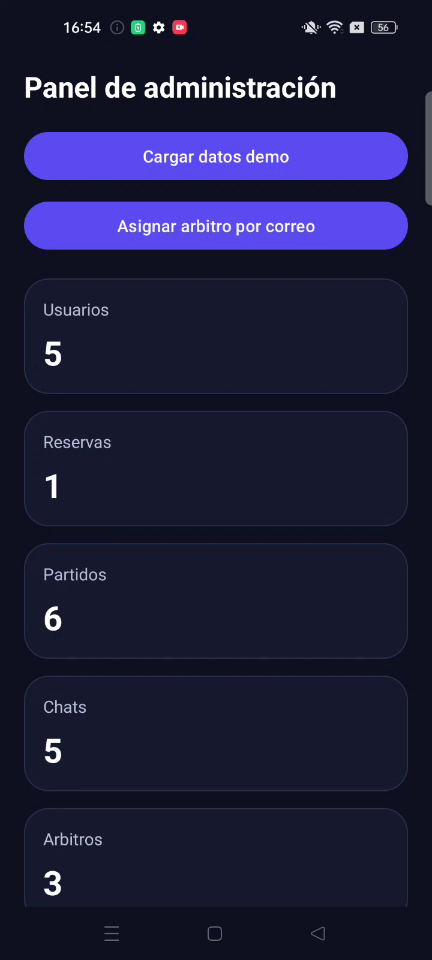 16:54
56
Panel de administración
Cargar datos demo
Asignar arbitro por correo
Usuarios
5
Reservas
1
Partidos
6
Chats
5
Arbitros
3